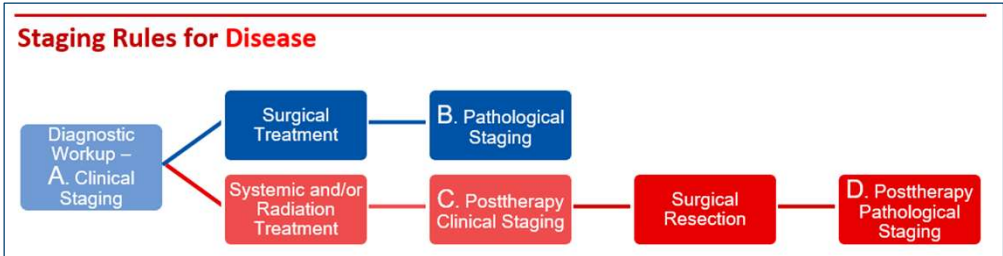 Staging Rules for Disease
Diagnostic
Workup –
A. Clinical
Staging
Surgical
Treatment
B. Pathological
Staging
Systemic and/or
Radiation
Treatment
C. Posttherapy
Clinical Staging
Surgical
Resection
D. Posttherapy
Pathological
Staging